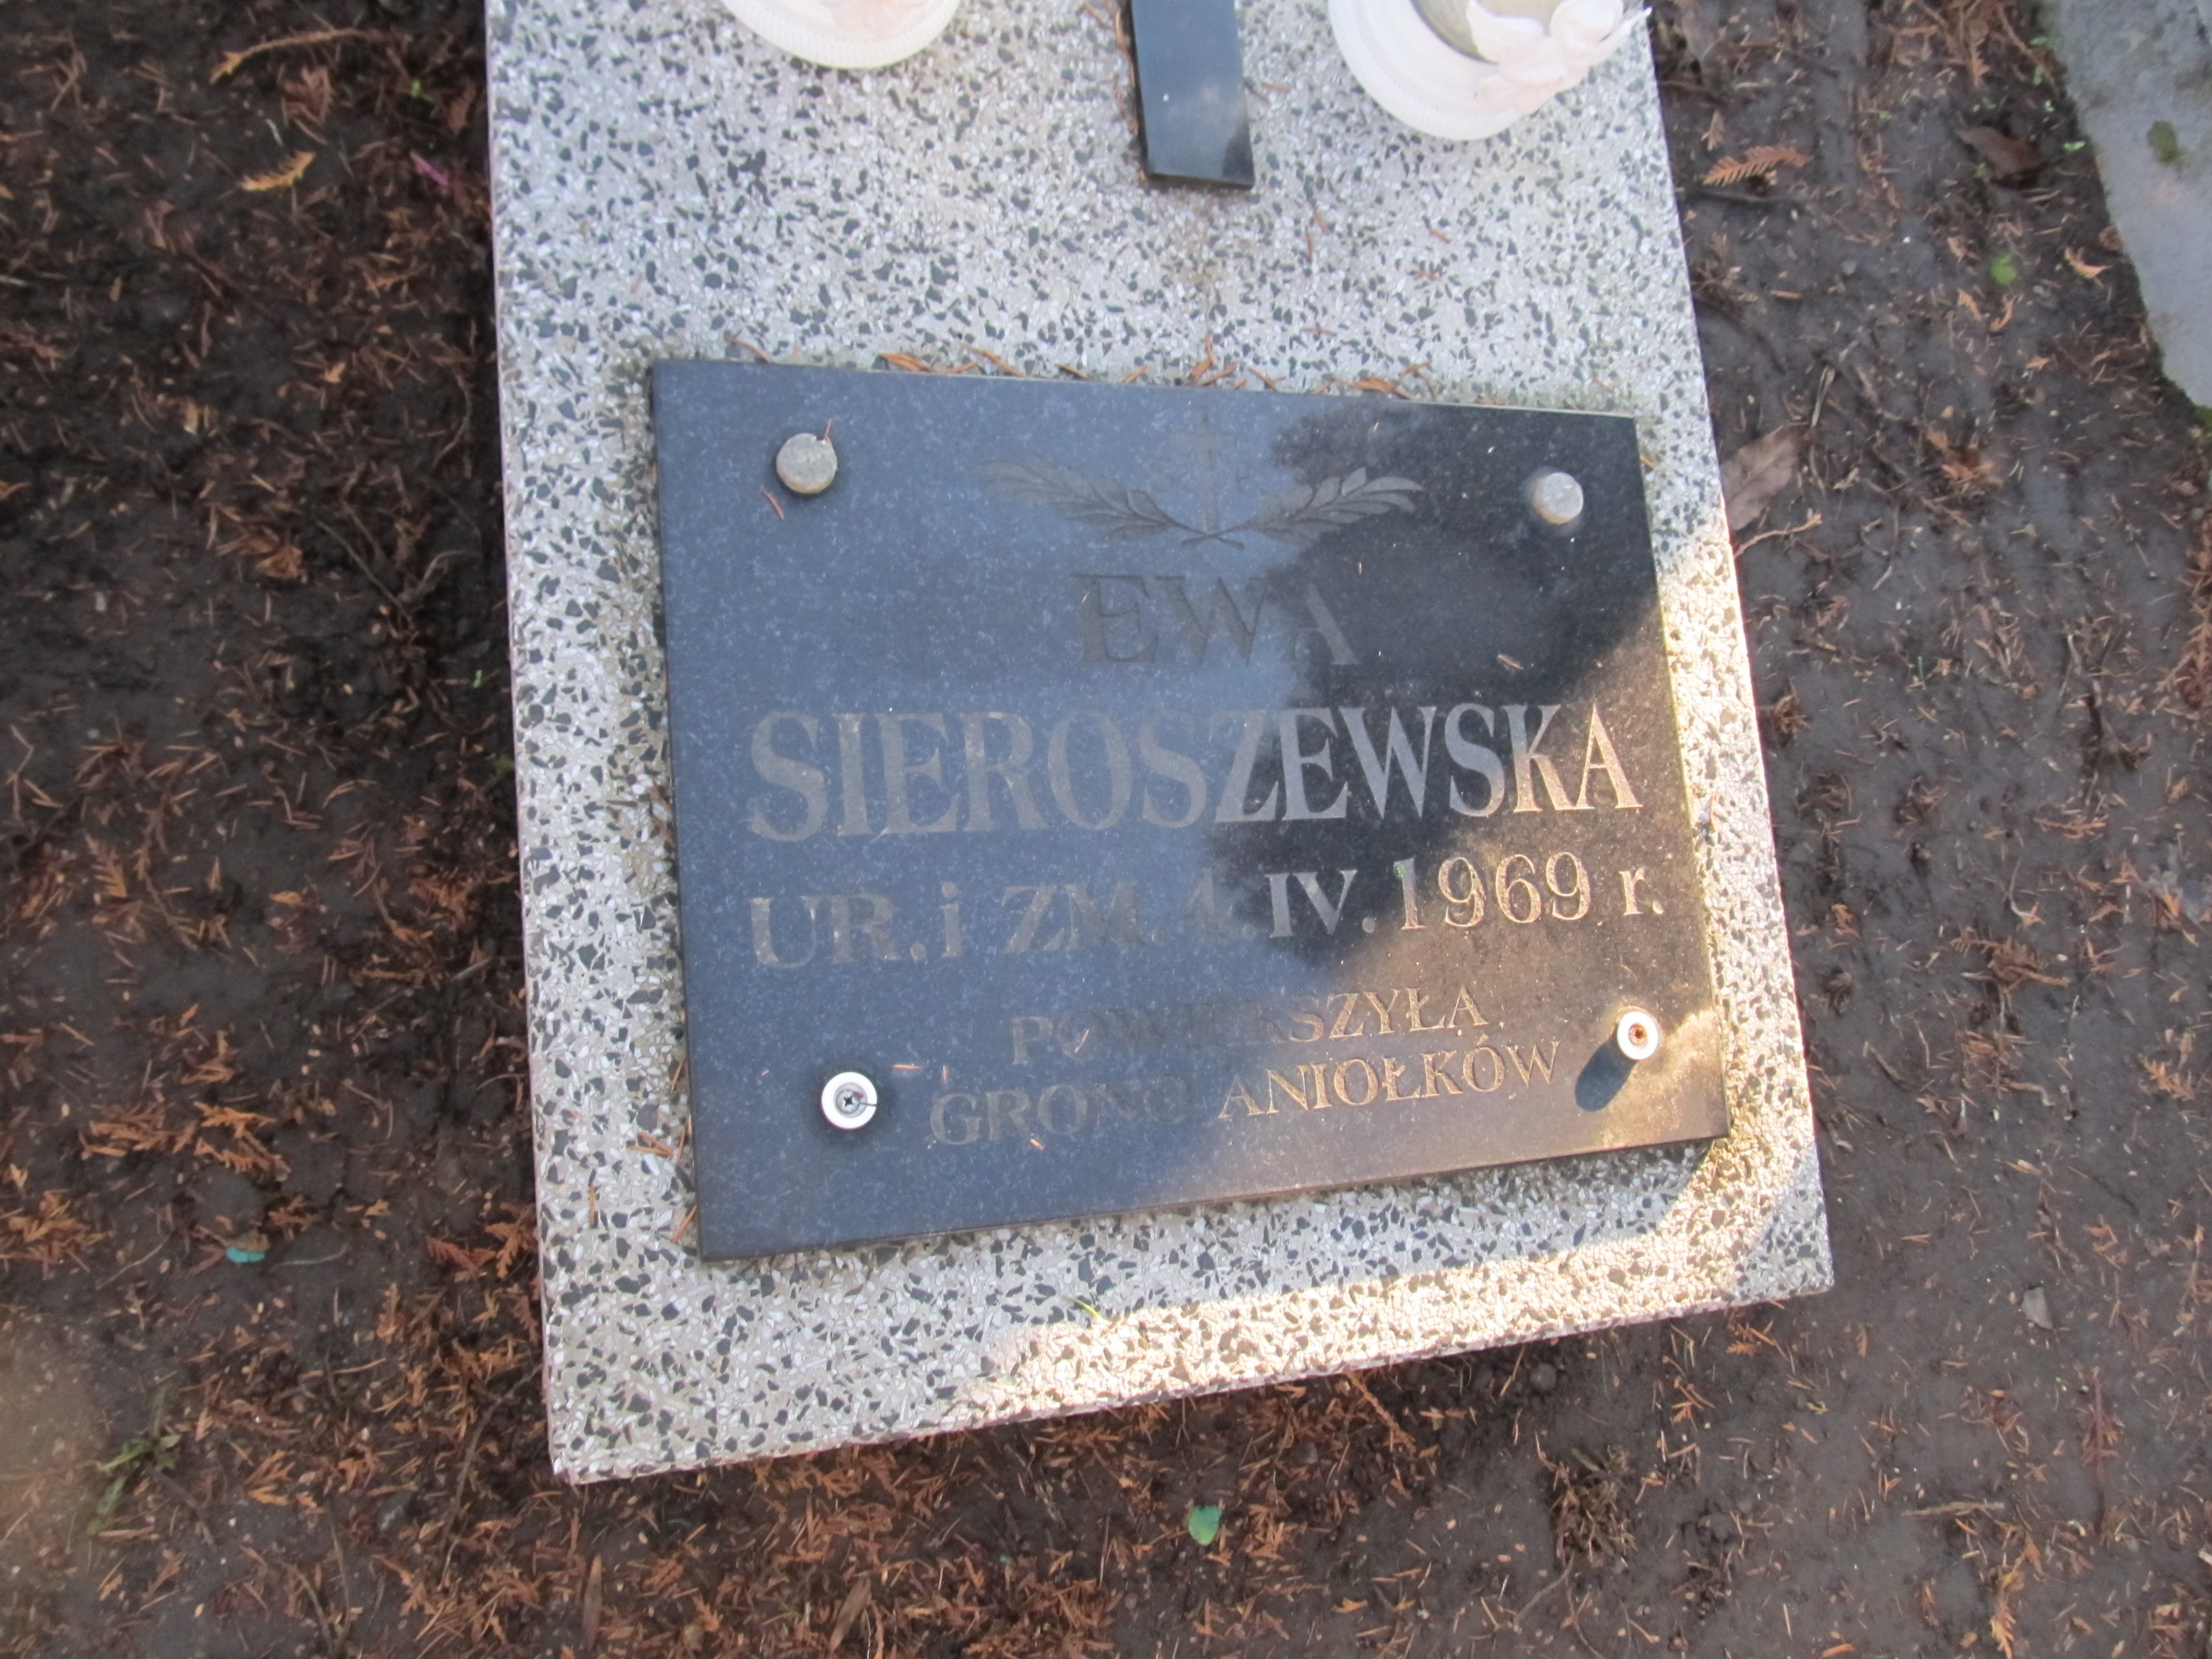 EWA
SIEROSZEWSKA
UR. i ZM. 4. IV. 1969 r.
POWIĘKSZYŁA
GRONO ANIOŁKÓW